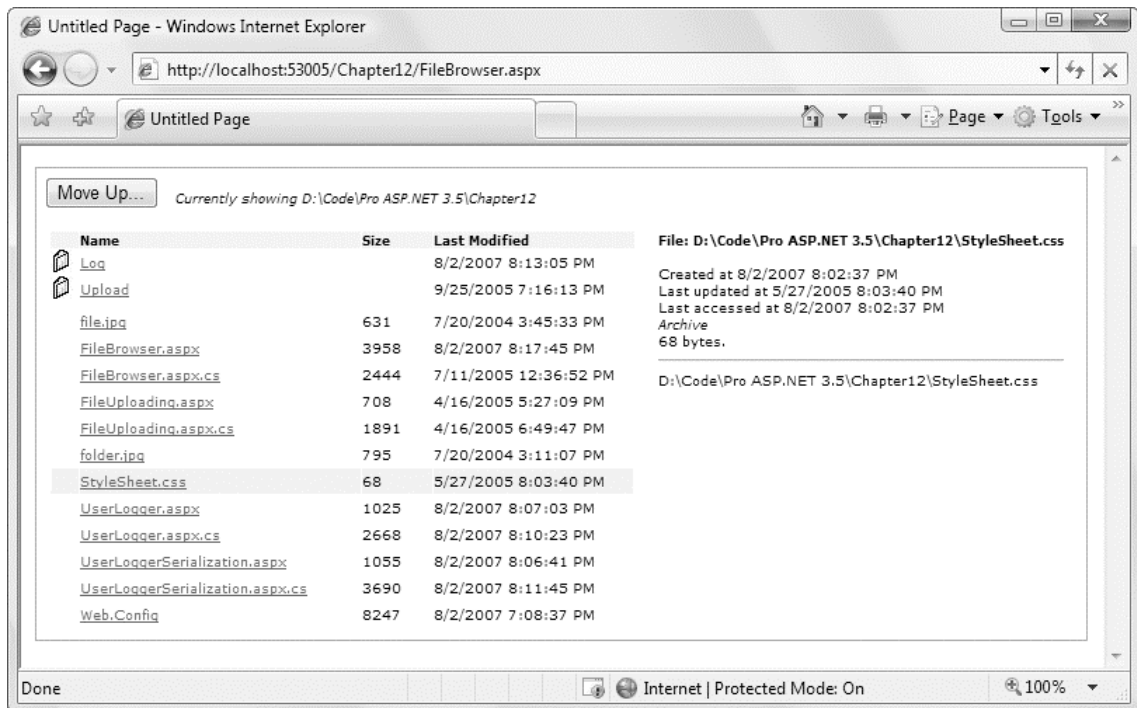 Untitled Page - Windows Internet Explorer
http://localhost:53005/Chapter12/FileBrowser.aspx
Untitled Page
Page
Tools
Move Up...
Currently showing D:\Code\Pro ASP.NET 3.5\Chapter12
Name Size Last Modified
Log 8/2/2007 8:13:05 PM
Upload 9/25/2005 7:16:13 PM
file.jpg 631 7/20/2004 3:45:33 PM
FileBrowser.aspx 3958 8/2/2007 8:17:45 PM
FileBrowser.aspx.cs 2444 7/11/2005 12:36:52 PM
FileUploading.aspx 708 4/16/2005 5:27:09 PM
FileUploading.aspx.cs 1891 4/16/2005 6:49:47 PM
folder.jpg 795 7/20/2004 3:11:07 PM
StyleSheet.css 68 5/27/2005 8:03:40 PM
UserLogger.aspx 1025 8/2/2007 8:07:03 PM
UserLogger.aspx.cs 2668 8/2/2007 8:10:23 PM
UserLoggerSerialization.aspx 1055 8/2/2007 8:06:41 PM
UserLoggerSerialization.aspx.cs 3690 8/2/2007 8:11:45 PM
Web.Config 8247 8/2/2007 7:08:37 PM
File: D:\Code\Pro ASP.NET 3.5\Chapter12\StyleSheet.css
Created at 8/2/2007 8:02:37 PM
Last updated at 5/27/2005 8:03:40 PM
Last accessed at 8/2/2007 8:02:37 PM
Archive
68 bytes.
D:\Code\Pro ASP.NET 3.5\Chapter12\StyleSheet.css
Done
Internet | Protected Mode: On
100%